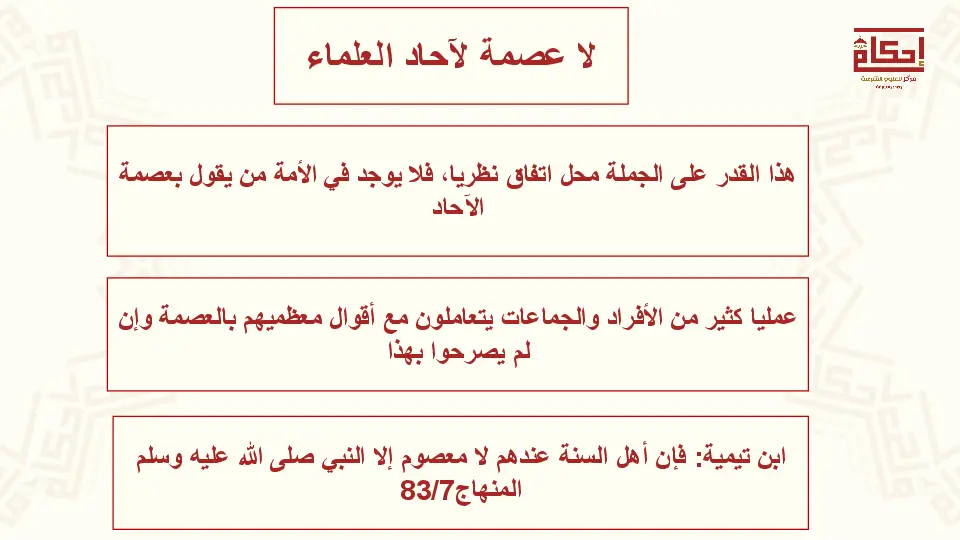 لا عصمة لآحاد العلماء
إحكام
مركز للعلوم الشرعية
هذا القدر على الجملة محل اتفاق نظريا، فلا يوجد في الأمة من يقول بعصمة
الآحاد
عمليا كثير من الأفراد والجماعات يتعاملون مع أقوال معظميهم بالعصمة وإن
لم يصرحوا بهذا
ابن تيمية: فإن أهل السنة عندهم لا معصوم إلا النبي صلى الله عليه وسلم
المنهاج83/7